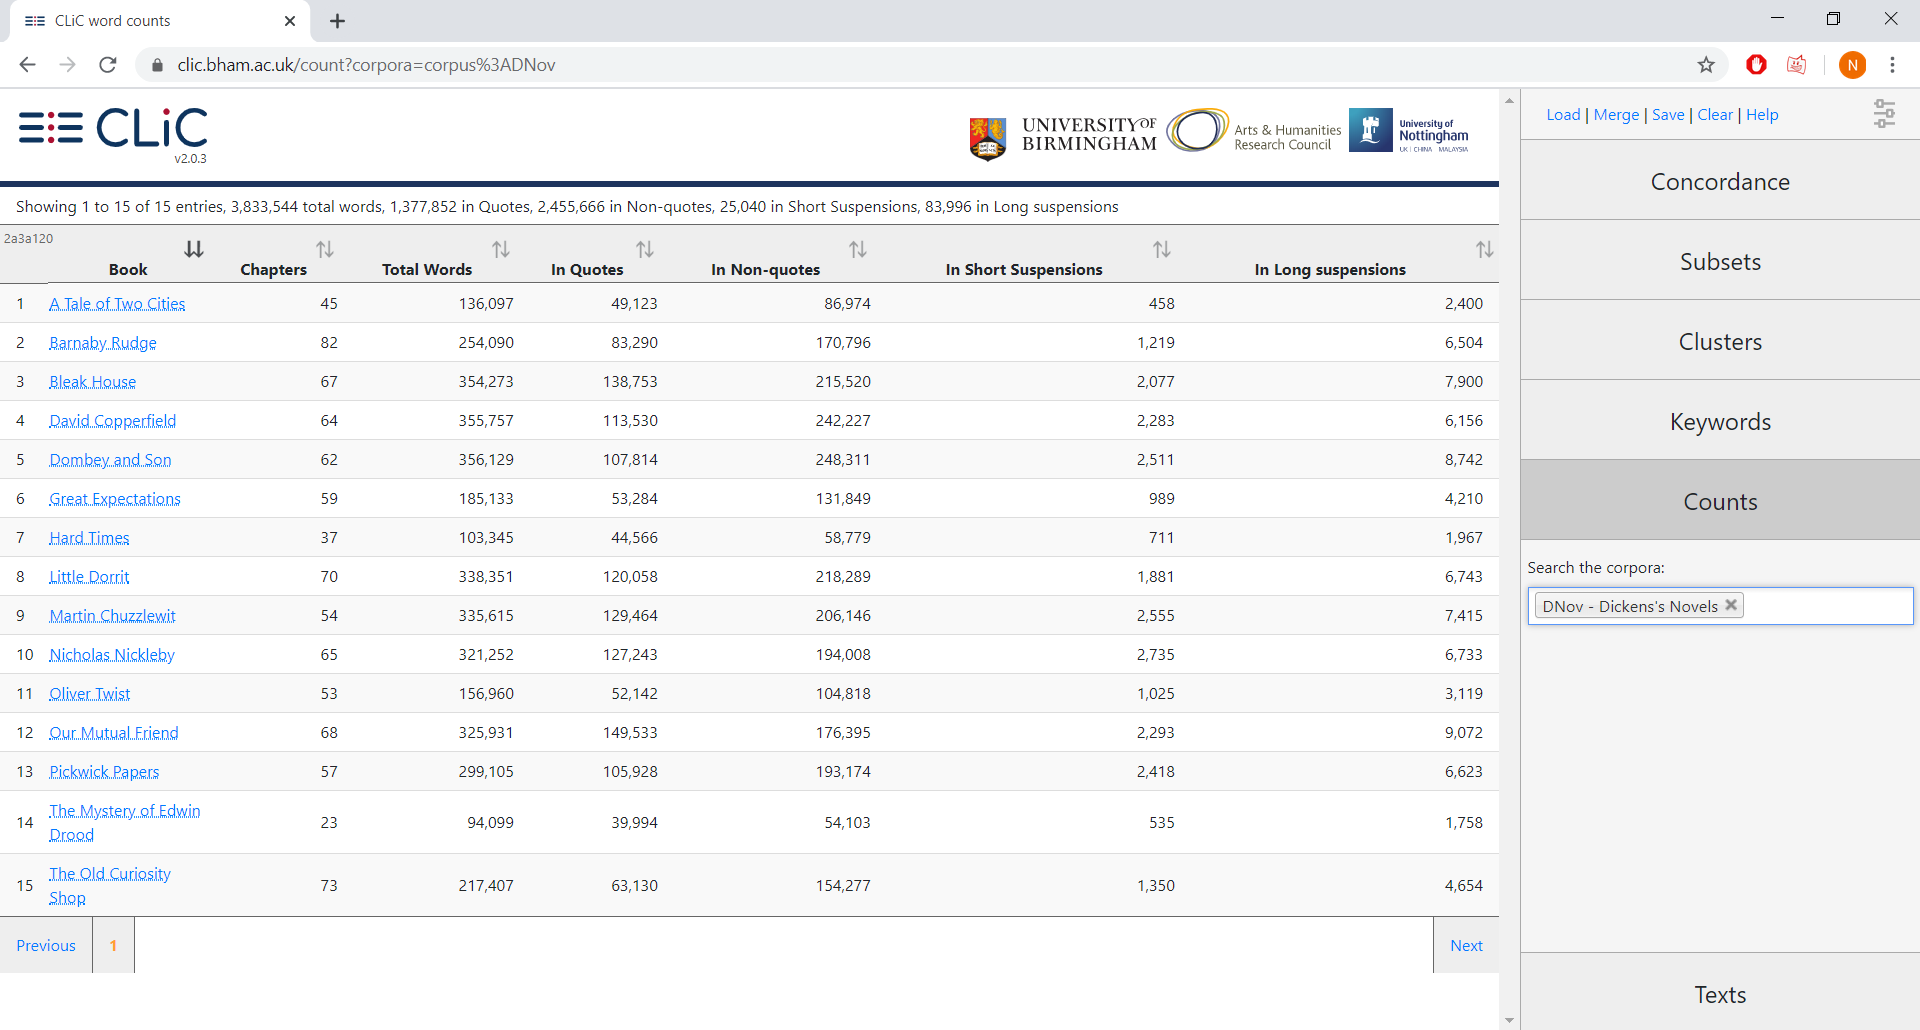 CLiC word counts
clic.bham.ac.uk/count?corpora=corpus%3ADNov
N
CLiC
v2.0.3
UNIVERSITY OF
BIRMINGHAM
Arts & Humanities
Research Council
University of
Nottingham
UK | CHINA | MALAYSIA
Load | Merge | Save | Clear | Help
Showing 1 to 15 of 15 entries, 3,833,544 total words, 1,377,852 in Quotes, 2,455,666 in Non-quotes, 25,040 in Short Suspensions, 83,996 in Long suspensions
2a3a120
Book Chapters Total Words In Quotes In Non-quotes In Short Suspensions In Long suspensions
1 A Tale of Two Cities 45 136,097 49,123 86,974 458 2,400
2 Barnaby Rudge 82 254,090 83,290 170,796 1,219 6,504
3 Bleak House 67 354,273 138,753 215,520 2,077 7,900
4 David Copperfield 64 355,757 113,530 242,227 2,283 6,156
5 Dombey and Son 62 356,129 107,814 248,311 2,511 8,742
6 Great Expectations 59 185,133 53,284 131,849 989 4,210
7 Hard Times 37 103,345 44,566 58,779 711 1,967
8 Little Dorrit 70 338,351 120,058 218,289 1,881 6,743
9 Martin Chuzzlewit 54 335,615 129,464 206,146 2,555 7,415
10 Nicholas Nickleby 65 321,252 127,243 194,008 2,735 6,733
11 Oliver Twist 53 156,960 52,142 104,818 1,025 3,119
12 Our Mutual Friend 68 325,931 149,533 176,395 2,293 9,072
13 Pickwick Papers 57 299,105 105,928 193,174 2,418 6,623
14 The Mystery of Edwin
Drood 23 94,099 39,994 54,103 535 1,758
15 The Old Curiosity
Shop 73 217,407 63,130 154,277 1,350 4,654
Previous 1 Next
Concordance
Subsets
Clusters
Keywords
Counts
Search the corpora:
DNov - Dickens's Novels
Texts